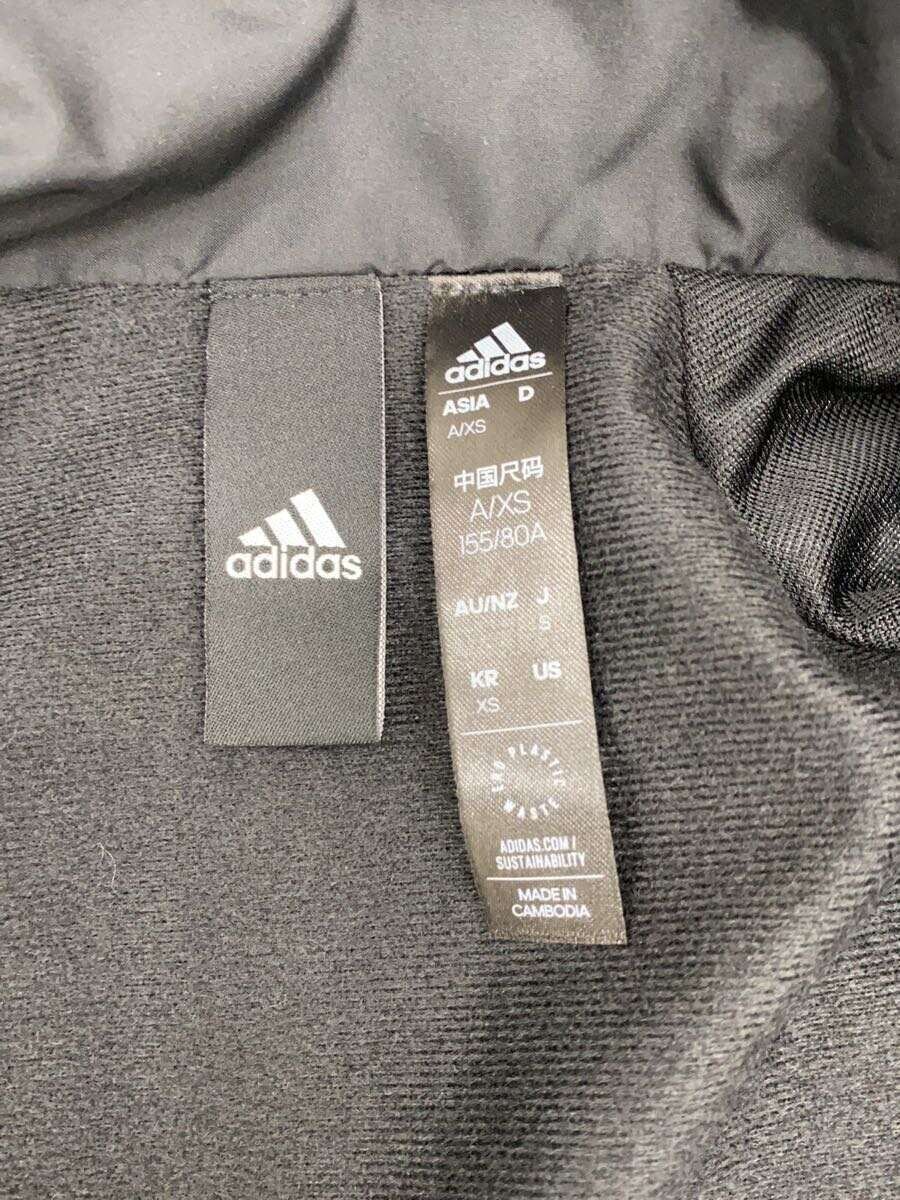 adidas
adidas
ASIA D
A/XS
中国尺码
A/XS
155/80A
AU/NZ J
S
KR US
XS
END PLASTIC WASTE
ADIDAS.COM/
SUSTAINABILITY
MADE IN
CAMBODIA